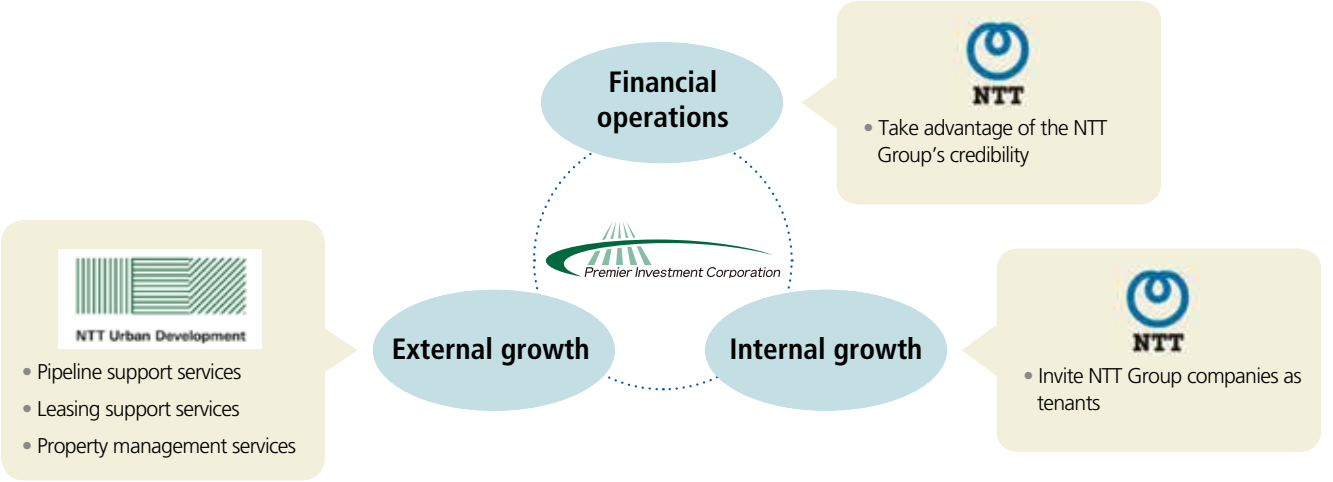 Financial
operations
NTT
• Take advantage of the NTT
Group's credibility
Premier Investment Corporation
NTT Urban Development
• Pipeline support services
• Leasing support services
• Property management services
External growth
Internal growth
NTT
• Invite NTT Group companies as
tenants